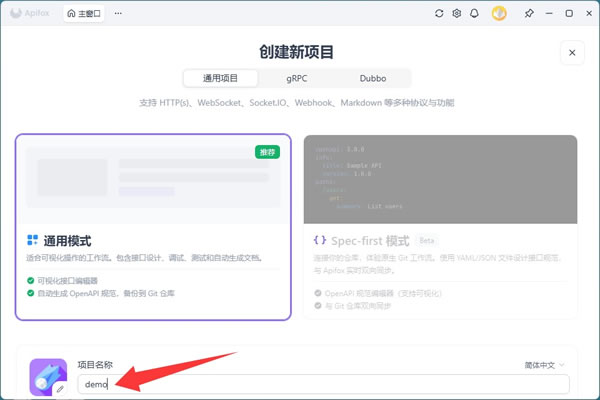 Apifox
主窗口
创建新项目
通用项目
gRPC
Dubbo
支持 HTTP(s)、WebSocket、Socket.IO、Webhook、Markdown 等多种协议与功能
推荐
通用模式
适合可视化操作的工作流。包含接口设计、调试、测试和自动生成文档。
可视化接口编辑器
自动生成 OpenAPI 规范，备份到 Git 仓库
openapi: 3.0.0
info:
title: Sample API
version: 1.0.0
paths:
/users:
get:
summary: List users
Spec-first 模式
Beta
连接你的仓库，体验原生 Git 工作流。使用 YAML/JSON 文件设计接口规范，
与 Apifox 实时双向同步。
OpenAPI 规范编辑器（支持可视化）
与 Git 仓库双向同步
项目名称
简体中文
demo